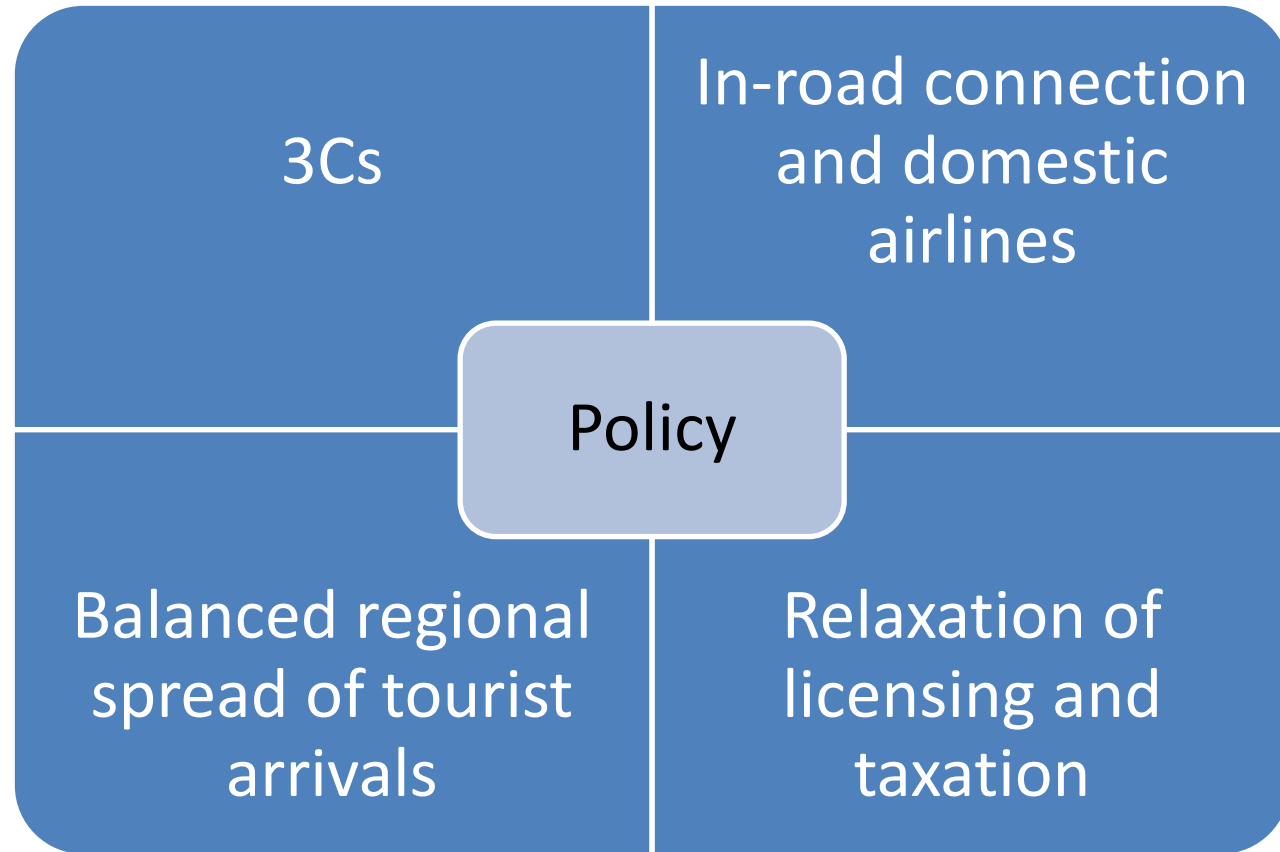 3Cs
In-road connection
and domestic
airlines
Policy
Balanced regional
spread of tourist
arrivals
Relaxation of
licensing and
taxation